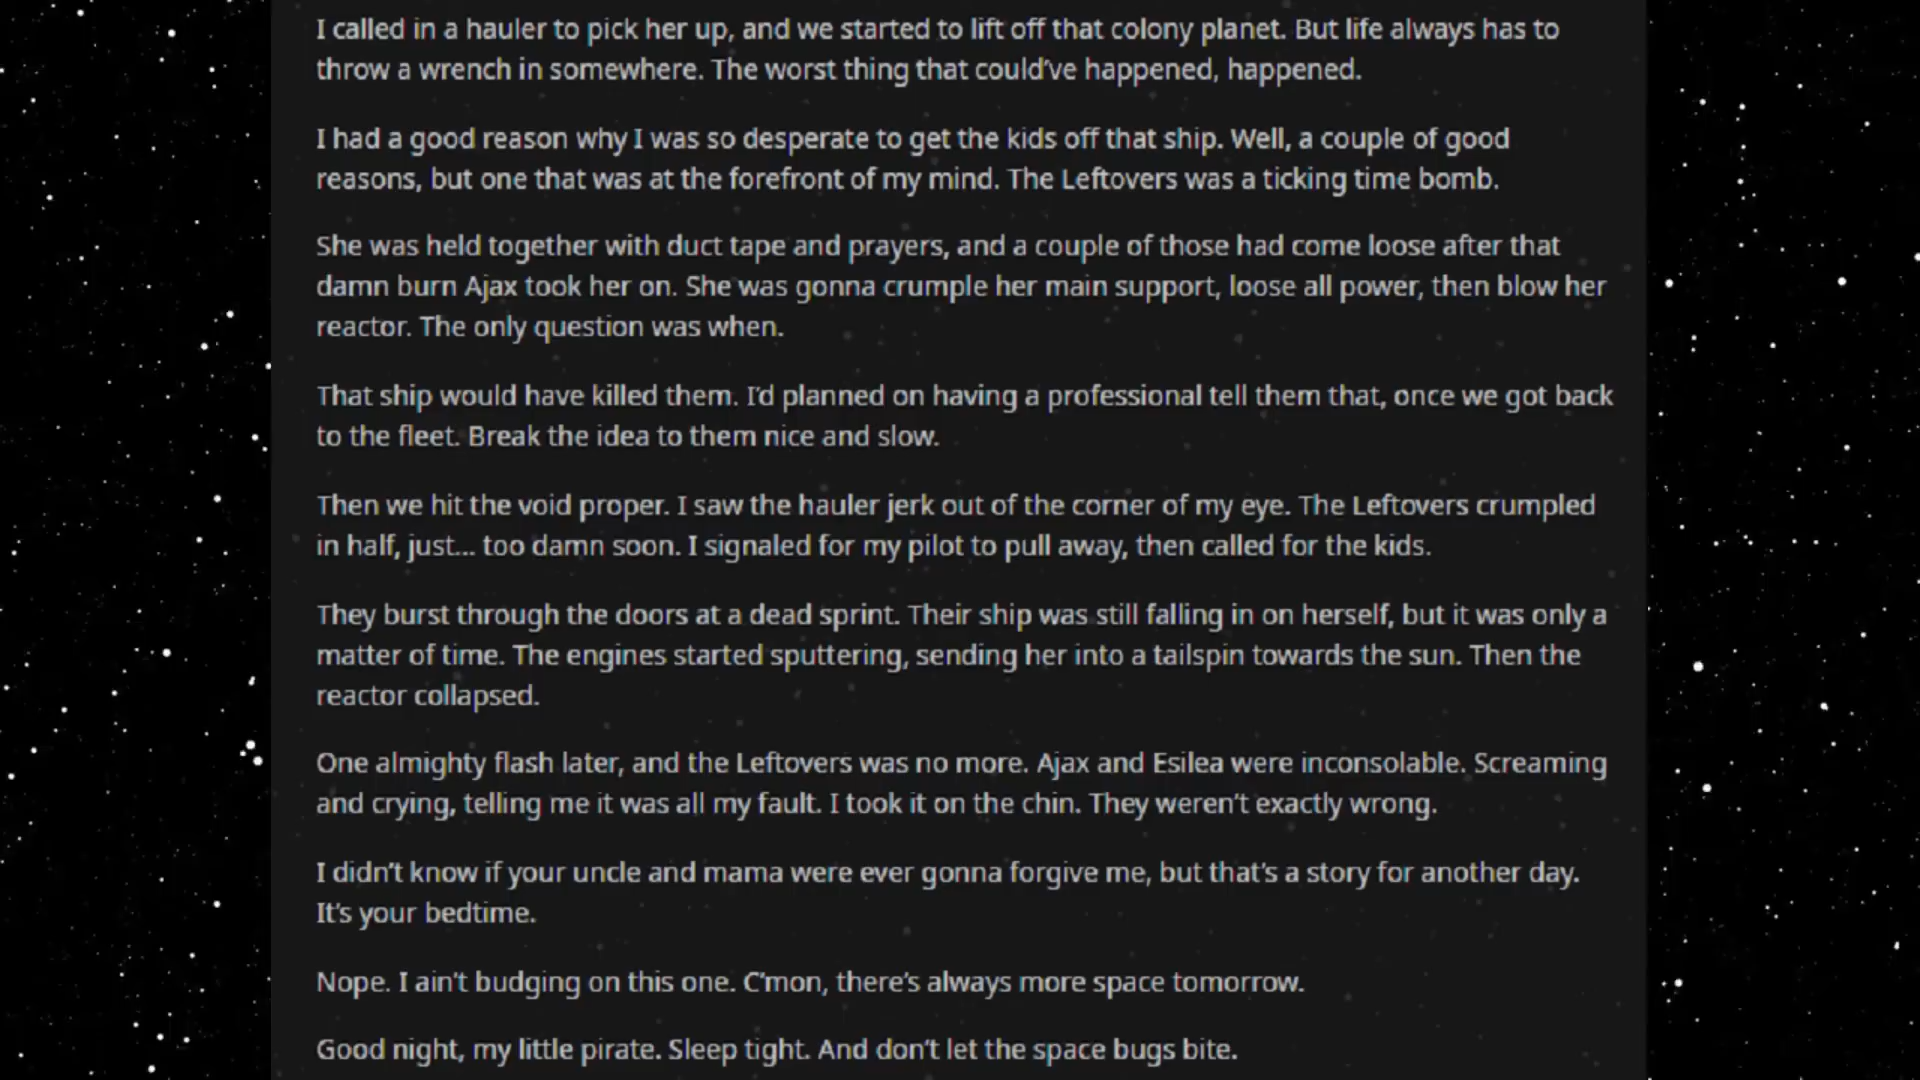 I called in a hauler to pick her up, and we started to lift off that colony planet. But life always has to
throw a wrench in somewhere. The worst thing that could’ve happened, happened.
I had a good reason why I was so desperate to get the kids off that ship. Well, a couple of good
reasons, but one that was at the forefront of my mind. The Leftovers was a ticking time bomb.
She was held together with duct tape and prayers, and a couple of those had come loose after that
damn burn Ajax took her on. She was gonna crumple her main support, loose all power, then blow her
reactor. The only question was when.
That ship would have killed them. I’d planned on having a professional tell them that, once we got back
to the fleet. Break the idea to them nice and slow.
Then we hit the void proper. I saw the hauler jerk out of the corner of my eye. The Leftovers crumpled
in half, just... too damn soon. I signaled for my pilot to pull away, then called for the kids.
They burst through the doors at a dead sprint. Their ship was still falling in on herself, but it was only a
matter of time. The engines started sputtering, sending her into a tailspin towards the sun. Then the
reactor collapsed.
One almighty flash later, and the Leftovers was no more. Ajax and Esilea were inconsolable. Screaming
and crying, telling me it was all my fault. I took it on the chin. They weren’t exactly wrong.
I didn’t know if your uncle and mama were ever gonna forgive me, but that’s a story for another day.
It’s your bedtime.
Nope. I ain’t budging on this one. C’mon, there’s always more space tomorrow.
Good night, my little pirate. Sleep tight. And don’t let the space bugs bite.